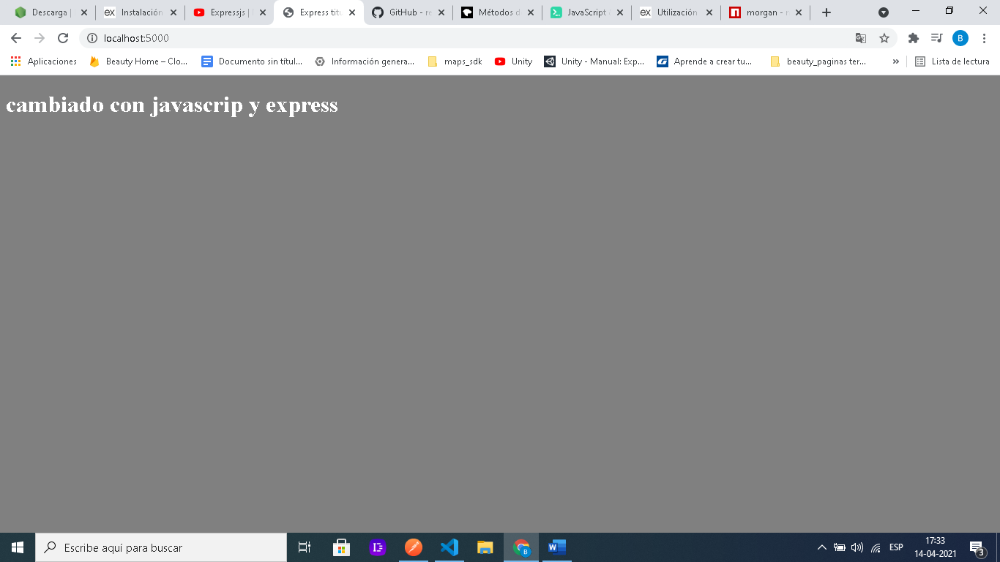 Descarga |
ex Instalación
Expressjs |
Express titu
GitHub - re
Métodos d
JavaScript
ex Utilización
morgan - n
localhost:5000
B
Aplicaciones
Beauty Home – Clo...
Documento sin títul...
Información genera...
maps_sdk
Unity
Unity - Manual: Exp...
Aprende a crear tu...
beauty_paginas ter...
»
Lista de lectura
cambiado con javascrip y express
Escribe aquí para buscar
B
ESP
17:33
14-04-2021
3